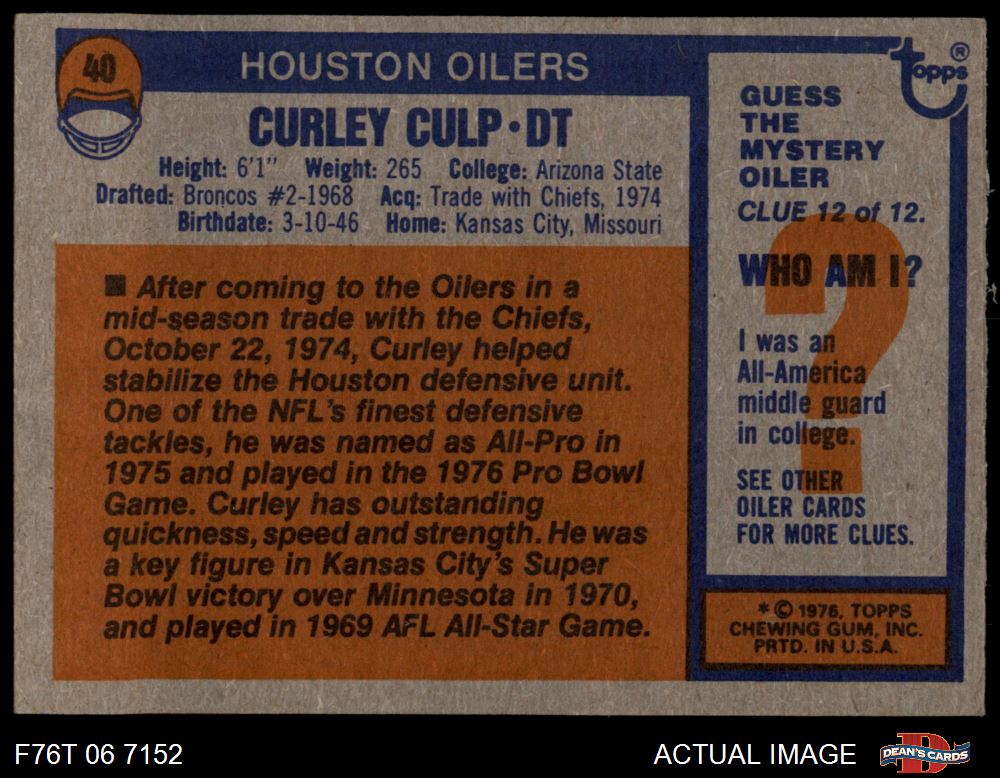 40
HOUSTON OILERS
CURLEY CULP • DT
Height: 6'1" Weight: 265 College: Arizona State
Drafted: Broncos #2-1968 Acq: Trade with Chiefs, 1974
Birthdate: 3-10-46 Home: Kansas City, Missouri
■ After coming to the Oilers in a
mid-season trade with the Chiefs,
October 22, 1974, Curley helped
stabilize the Houston defensive unit.
One of the NFL's finest defensive
tackles, he was named as All-Pro in
1975 and played in the 1976 Pro Bowl
Game. Curley has outstanding
quickness, speed and strength. He was
a key figure in Kansas City's Super
Bowl victory over Minnesota in 1970,
and played in 1969 AFL All-Star Game.
Topps®
GUESS
THE
MYSTERY
OILER
CLUE 12 of 12.
WHO AM I?
I was an
All-America
middle guard
in college.
SEE OTHER
OILER CARDS
FOR MORE CLUES.
* © 1976, TOPPS
CHEWING GUM, INC.
PRTD. IN U.S.A.
F76T 06 7152
ACTUAL IMAGE
DEAN'S CARDS